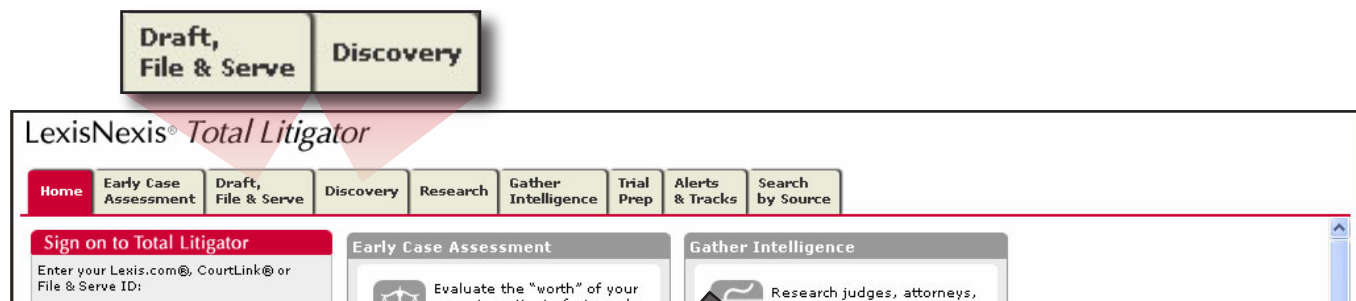 Draft,
File & Serve
Discovery
LexisNexis® Total Litigator
Home
Early Case
Assessment
Draft,
File & Serve
Discovery
Research
Gather
Intelligence
Trial
Prep
Alerts
& Tracks
Search
by Source
Sign on to Total Litigator
Enter your Lexis.com®, CourtLink® or
File & Serve ID:
Early Case Assessment
Evaluate the "worth" of your
Gather Intelligence
Research judges, attorneys,